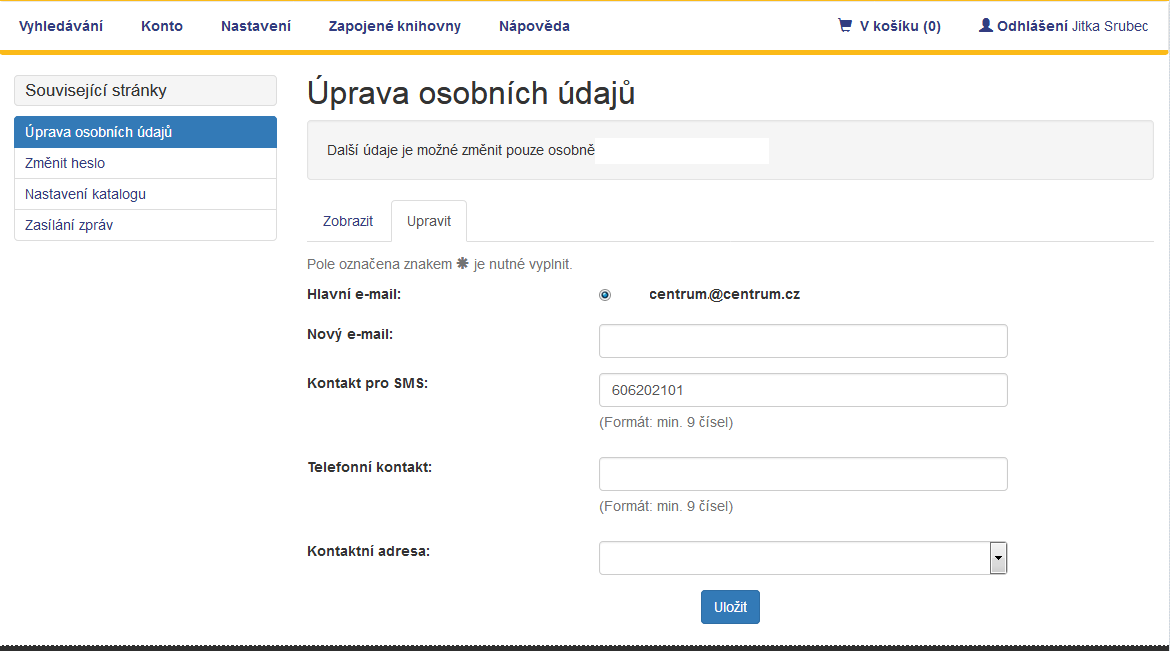 Vyhledávání Konto Nastavení Zapojené knihovny Nápověda V košíku (0) Odhlášení Jitka Srubec
Související stránky
Úprava osobních údajů
Změnit heslo
Nastavení katalogu
Zasílání zpráv
Úprava osobních údajů
Další údaje je možné změnit pouze osobně
Zobrazit Upravit
Pole označena znakem ✱ je nutné vyplnit.
Hlavní e-mail: centrum.@centrum.cz
Nový e-mail:
Kontakt pro SMS: 606202101
(Formát: min. 9 čísel)
Telefonní kontakt:
(Formát: min. 9 čísel)
Kontaktní adresa:
Uložit